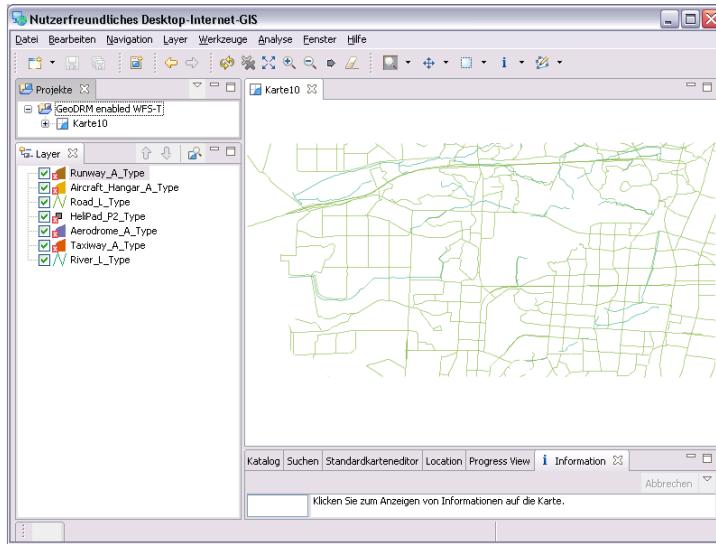 Nutzerfreundliches Desktop-Internet-GIS
Datei Bearbeiten Navigation Layer Werkzeuge Analyse Fenster Hilfe
Projekte
GeoDRM enabled WFS-T
Karte10
Layer
Runway_A_Type
Aircraft_Hangar_A_Type
Road_L_Type
HeliPad_P2_Type
Aerodrome_A_Type
Taxiway_A_Type
River_L_Type
Karte10
Katalog Suchen Standardkarteneditor Location Progress View Information
Abbrechen
Klicken Sie zum Anzeigen von Informationen auf die Karte.